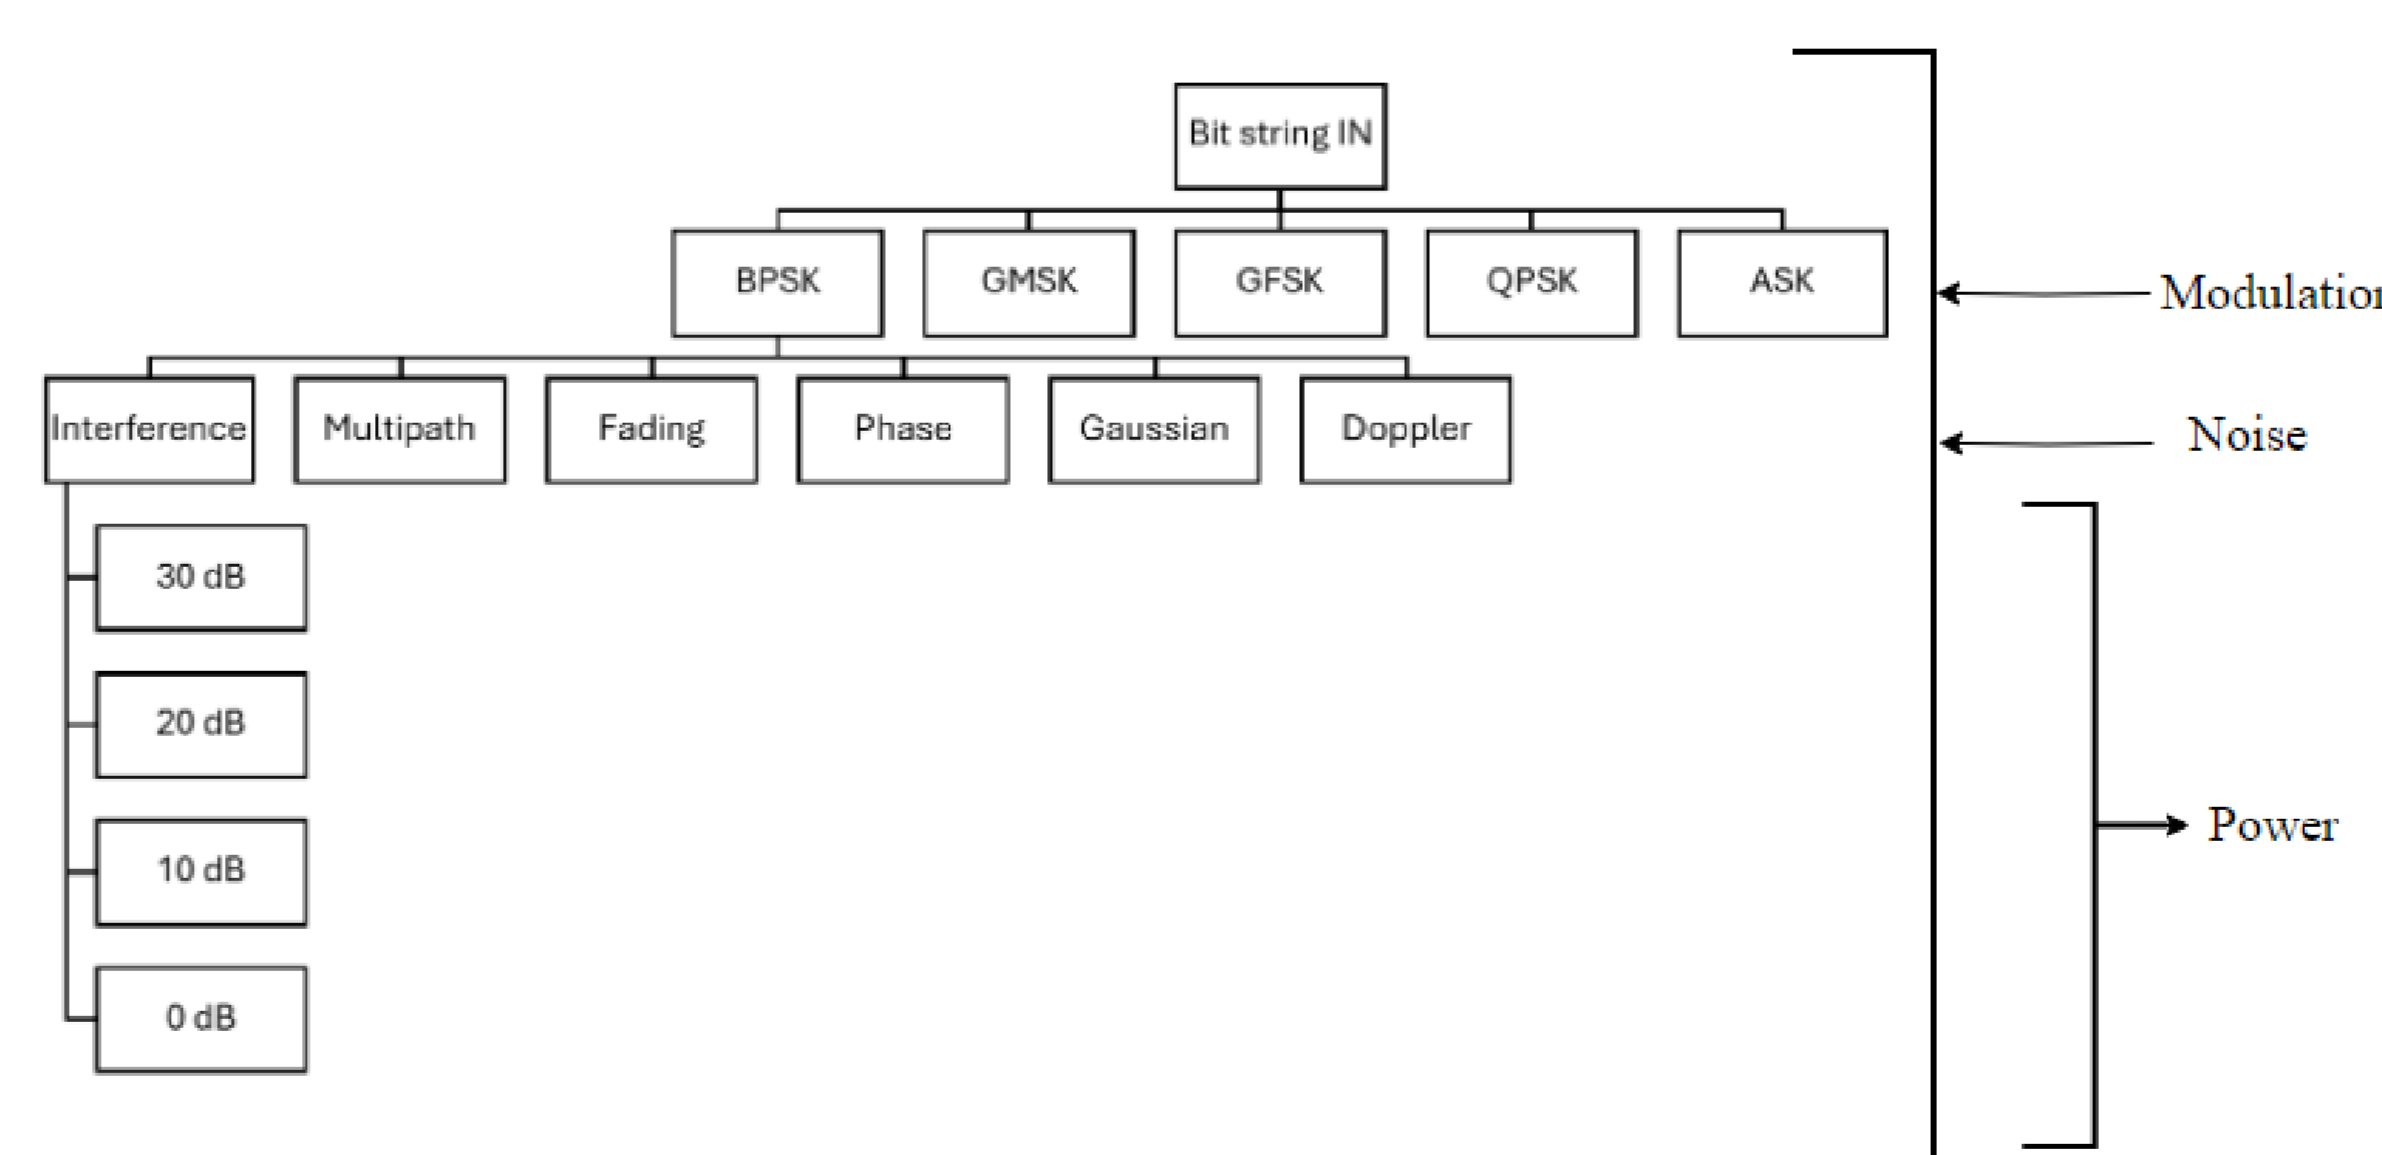 Bit string IN
BPSK
GMSK
GFSK
QPSK
ASK
Modulation
Interference
Multipath
Fading
Phase
Gaussian
Doppler
Noise
30 dB
20 dB
10 dB
0 dB
Power